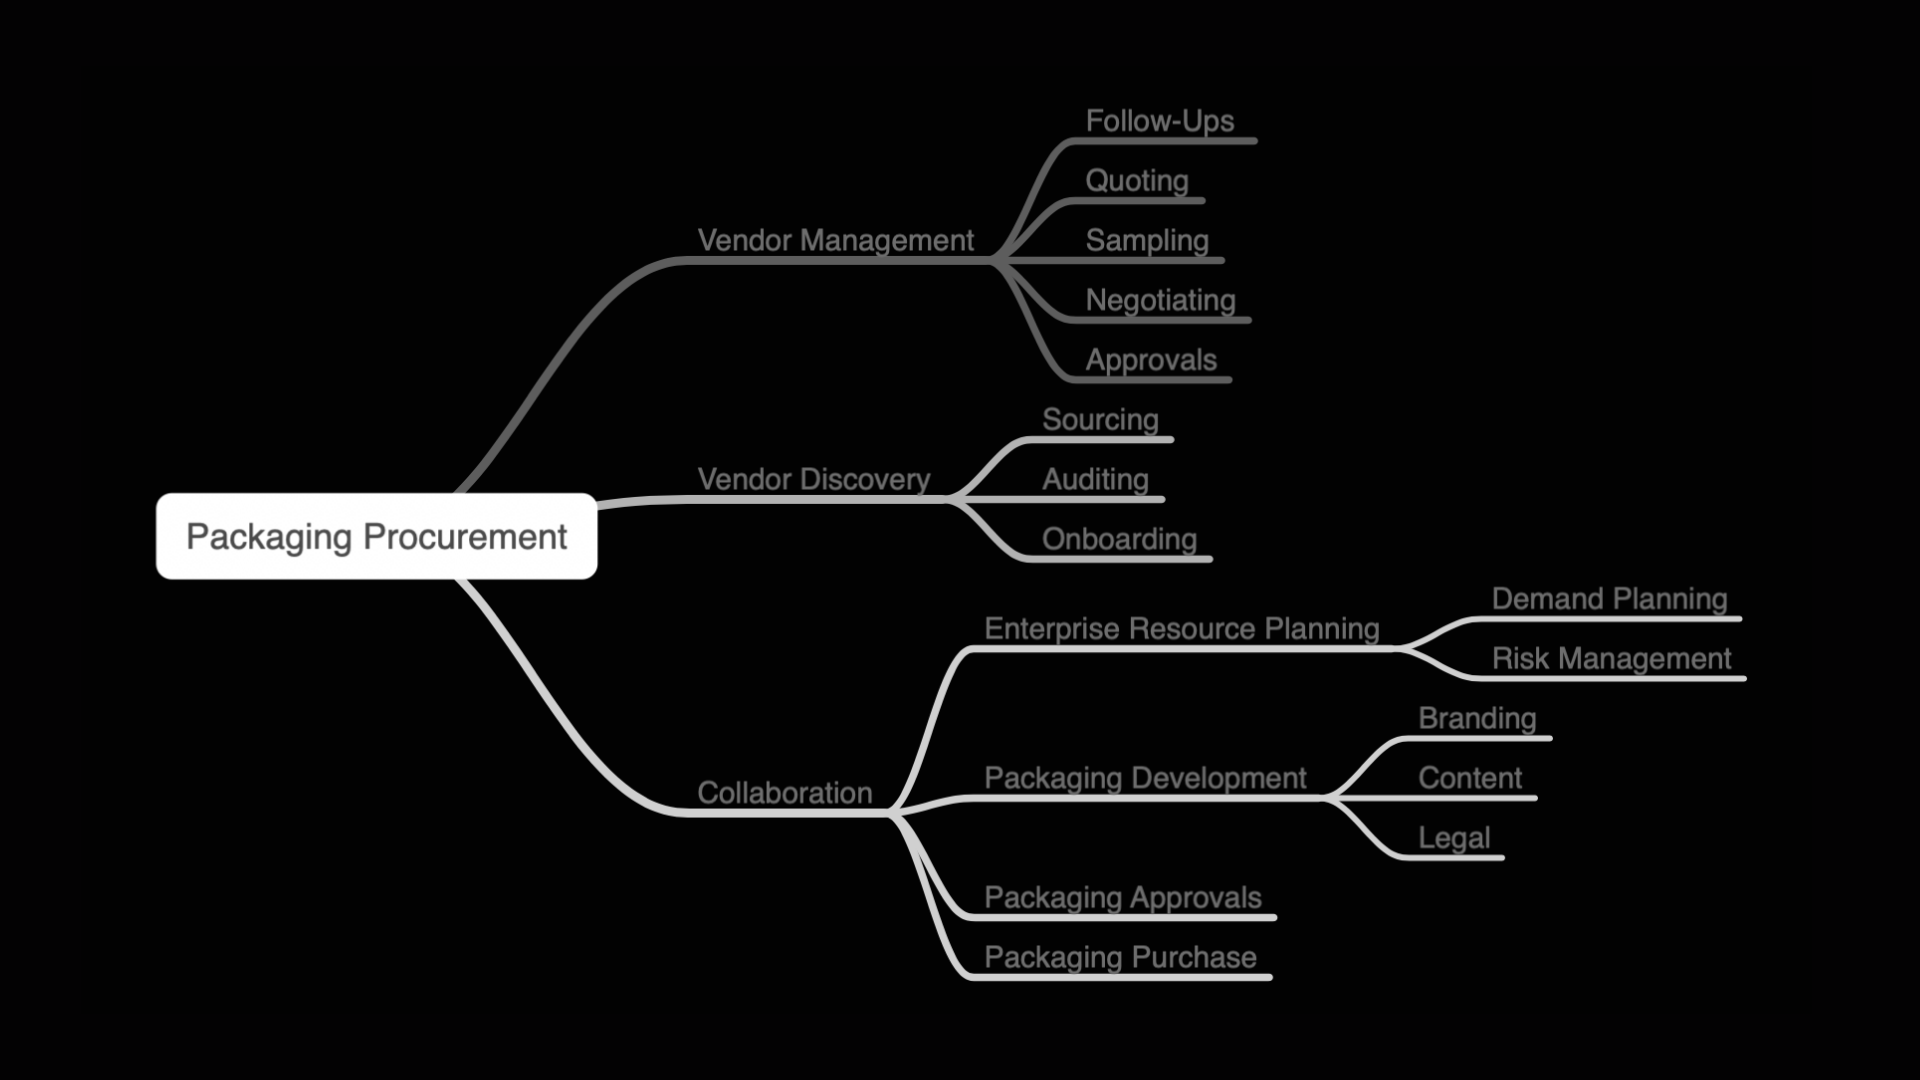 Packaging Procurement
Vendor Management
Follow-Ups
Quoting
Sampling
Negotiating
Approvals
Vendor Discovery
Sourcing
Auditing
Onboarding
Collaboration
Enterprise Resource Planning
Demand Planning
Risk Management
Packaging Development
Branding
Content
Legal
Packaging Approvals
Packaging Purchase